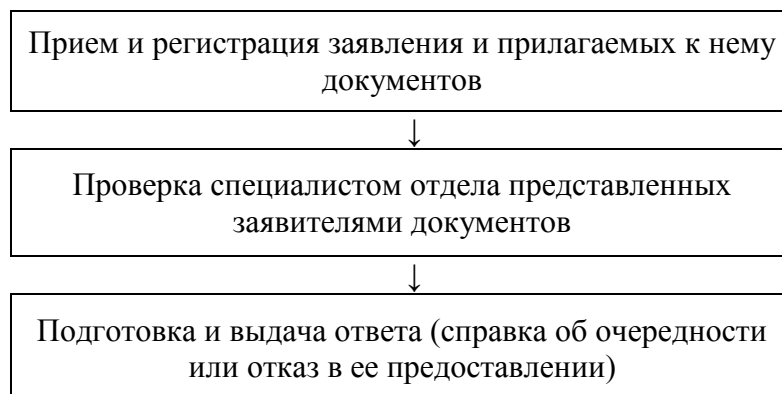 Прием и регистрация заявления и прилагаемых к нему
документов
↓
Проверка специалистом отдела представленных
заявителями документов
↓
Подготовка и выдача ответа (справка об очередности
или отказ в ее предоставлении)